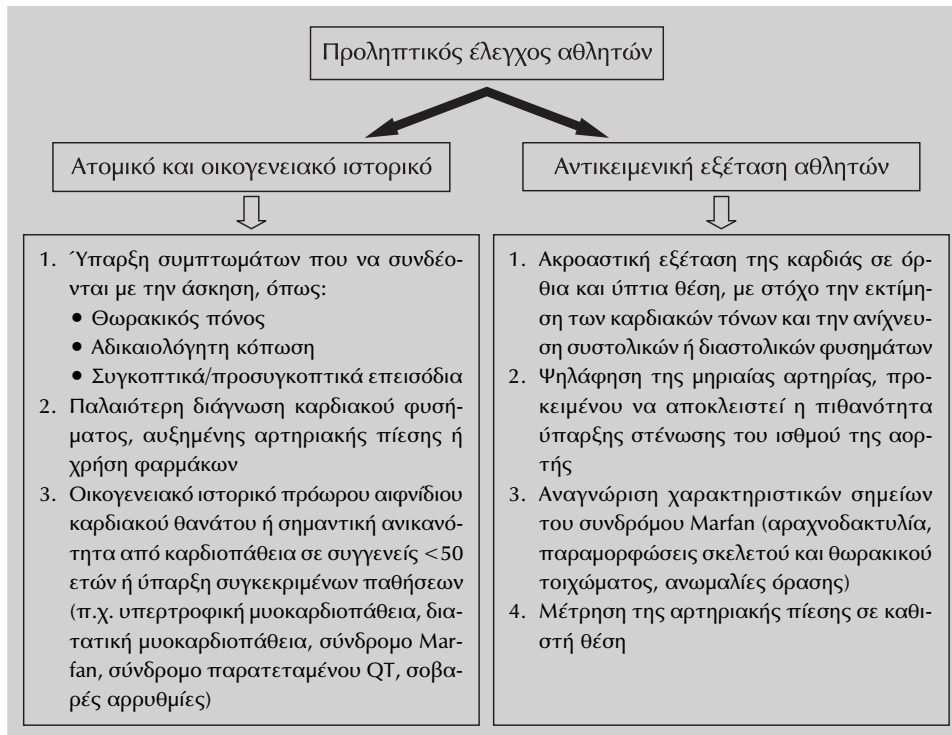 Προληπτικός έλεγχος αθλητών
Ατομικό και οικογενειακό ιστορικό
1. Ύπαρξη συμπτωμάτων που να συνδέο-
νται με την άσκηση, όπως:
• Θωρακικός πόνος
• Αδικαιολόγητη κόπωση
• Συγκοπτικά/προσυγκοπτικά επεισόδια
2. Παλαιότερη διάγνωση καρδιακού φυσή-
ματος, αυξημένης αρτηριακής πίεσης ή
χρήση φαρμάκων
3. Οικογενειακό ιστορικό πρόωρου αιφνίδιου
καρδιακού θανάτου ή σημαντική ανικανό-
τητα από καρδιοπάθεια σε συγγενείς <50
ετών ή ύπαρξη συγκεκριμένων παθήσεων
(π.χ. υπερτροφική μυοκαρδιοπάθεια, δια-
τατική μυοκαρδιοπάθεια, σύνδρομο Mar-
fan, σύνδρομο παρατεταμένου QT, σοβα-
ρές αρρυθμίες)
Αντικειμενική εξέταση αθλητών
1. Ακροαστική εξέταση της καρδιάς σε όρ-
θια και ύπτια θέση, με στόχο την εκτίμη-
ση των καρδιακών τόνων και την ανίχνευ-
ση συστολικών ή διαστολικών φυσημάτων
2. Ψηλάφηση της μηριαίας αρτηρίας, προ-
κειμένου να αποκλειστεί η πιθανότητα
ύπαρξης στένωσης του ισθμού της αορ-
τής
3. Αναγνώριση χαρακτηριστικών σημείων
του συνδρόμου Marfan (αραχνοδακτυλία,
παραμορφώσεις σκελετού και θωρακικού
τοιχώματος, ανωμαλίες όρασης)
4. Μέτρηση της αρτηριακής πίεσης σε καθι-
στή θέση